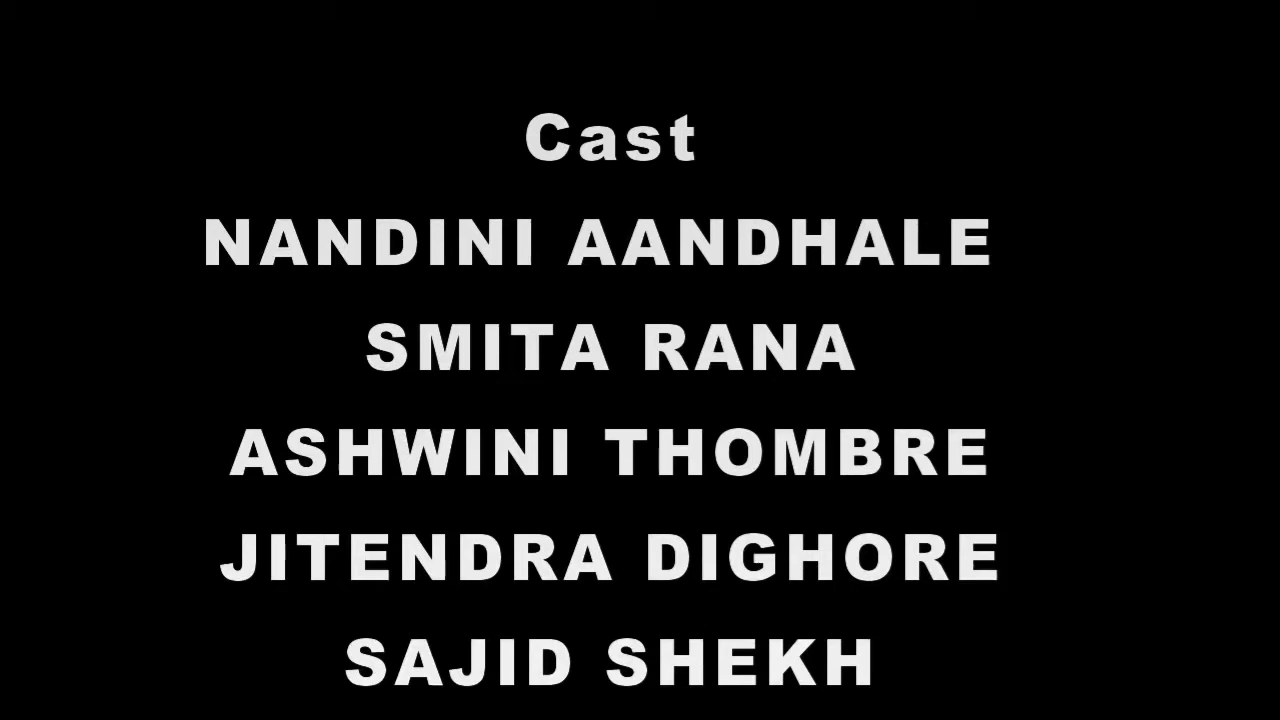 Cast
NANDINI AANDHALE
SMITA RANA
ASHWINI THOMBRE
JITENDRA DIGHORE
SAJID SHEKH